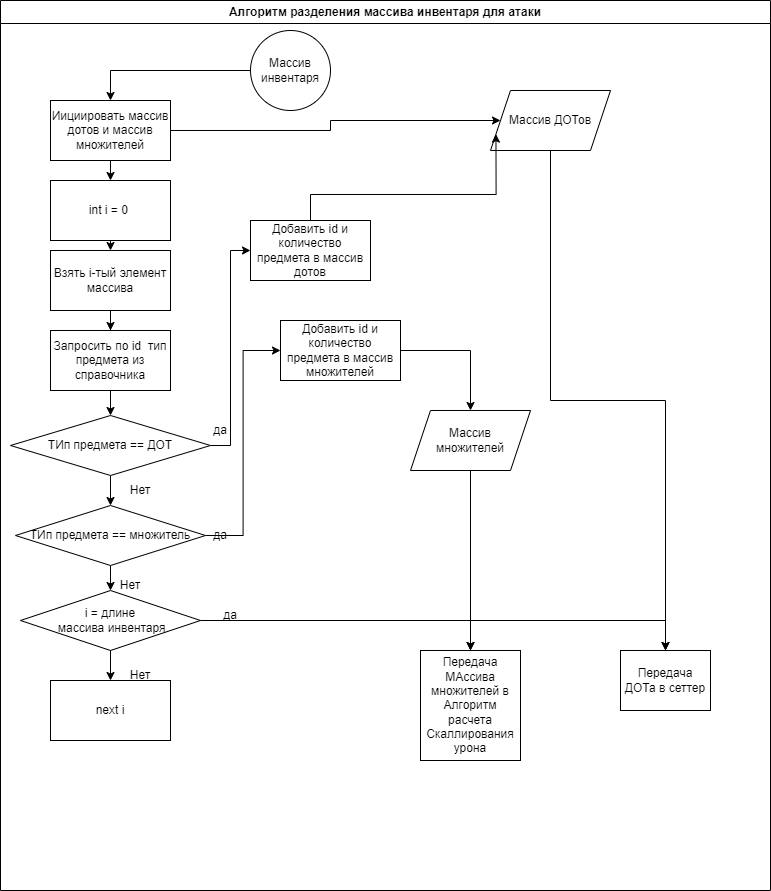 Алгоритм разделения массива инвентаря для атаки
Массив
инвентаря
Иициировать массив
дотов и массив
множителей
Массив ДОТов
int i = 0
Добавить id и
количество
предмета в массив
дотов
Взять i-тый элемент
массива
Добавить id и
количество
предмета в массив
множителей
Запросить по id тип
предмета из
справочника
да
ТИп предмета == ДОТ
Массив
множителей
Нет
ТИп предмета == множитель
да
Нет
i = длине
массива инвентаря
да
Нет
next i
Передача
МАссива
множителей в
Алгоритм
расчета
Скаллирования
урона
Передача
ДОТа в сеттер